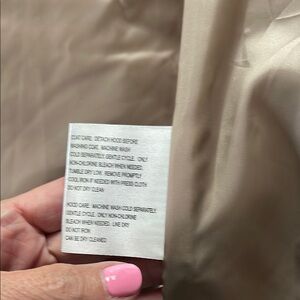 COAT CARE: DETACH HOOD BEFORE
WASHING COAT. MACHINE WASH
COLD SEPARATELY, GENTLE CYCLE. ONLY
NON-CHLORINE BLEACH WHEN NEEDED.
TUMBLE DRY LOW. REMOVE PROMPTLY
COOL IRON IF NEEDED WITH PRESS CLOTH
DO NOT DRY CLEAN
HOOD CARE: MACHINE WASH COLD SEPARATELY,
GENTLE CYCLE. ONLY NON-CHLORINE
BLEACH WHEN NEEDED. LINE DRY
DO NOT IRON
CAN BE DRY CLEANED